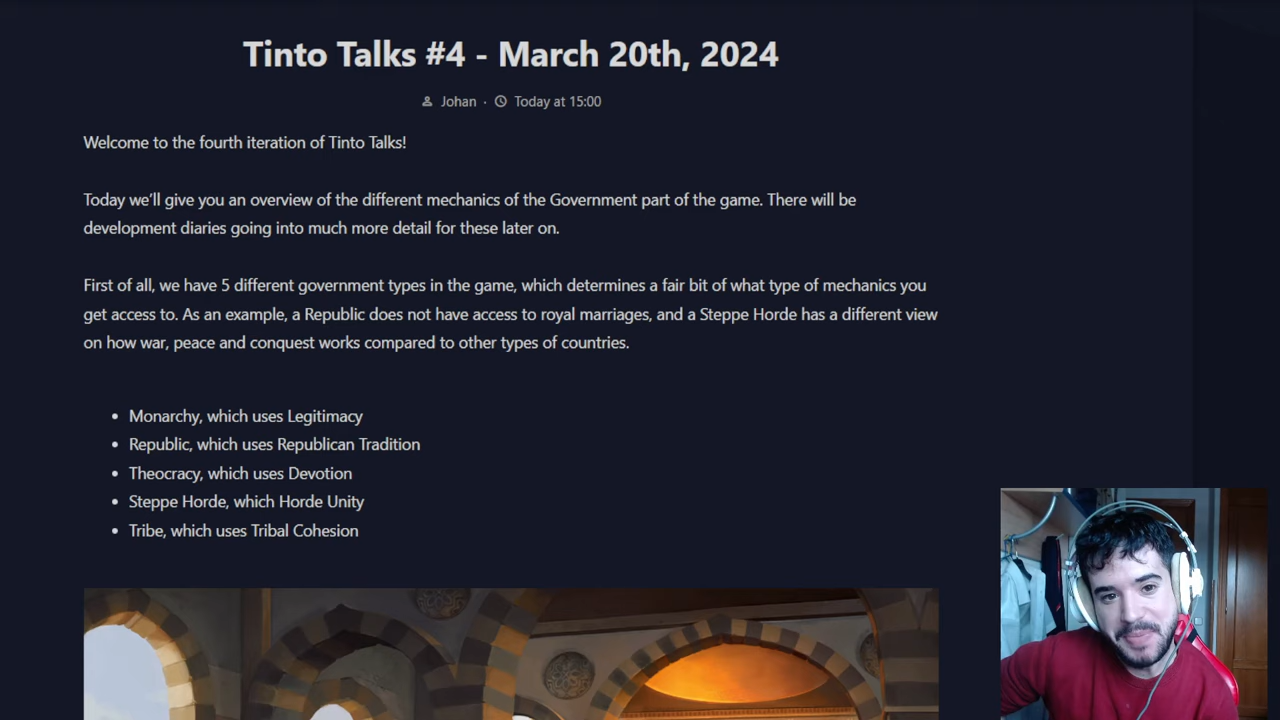 Tinto Talks #4 - March 20th, 2024
Johan · Today at 15:00
Welcome to the fourth iteration of Tinto Talks!
Today we'll give you an overview of the different mechanics of the Government part of the game. There will be
development diaries going into much more detail for these later on.
First of all, we have 5 different government types in the game, which determines a fair bit of what type of mechanics you
get access to. As an example, a Republic does not have access to royal marriages, and a Steppe Horde has a different view
on how war, peace and conquest works compared to other types of countries.
• Monarchy, which uses Legitimacy
• Republic, which uses Republican Tradition
• Theocracy, which uses Devotion
• Steppe Horde, which Horde Unity
• Tribe, which uses Tribal Cohesion